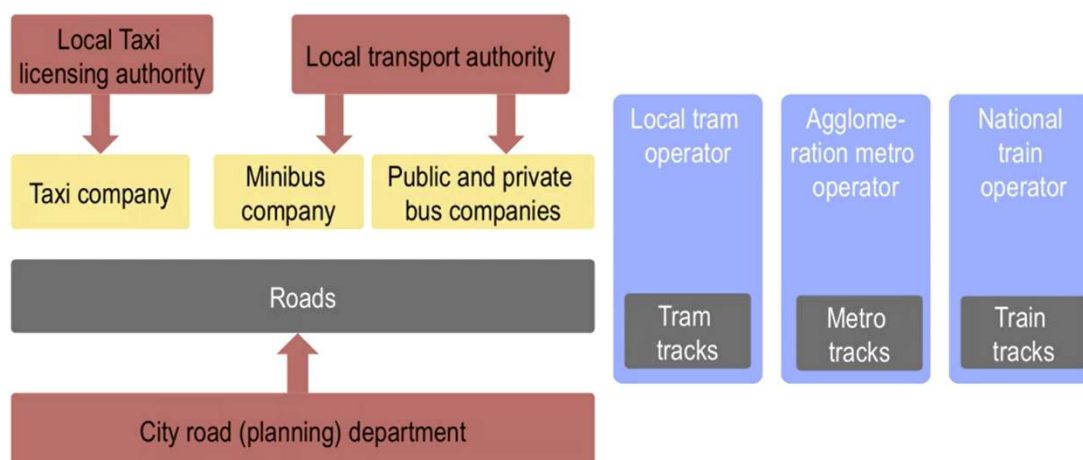 Local Taxi
licensing authority
Local transport authority
Taxi company
Minibus
company
Public and private
bus companies
Roads
City road (planning) department
Local tram
operator
Tram
tracks
Agglome-
ration metro
operator
Metro
tracks
National
train
operator
Train
tracks